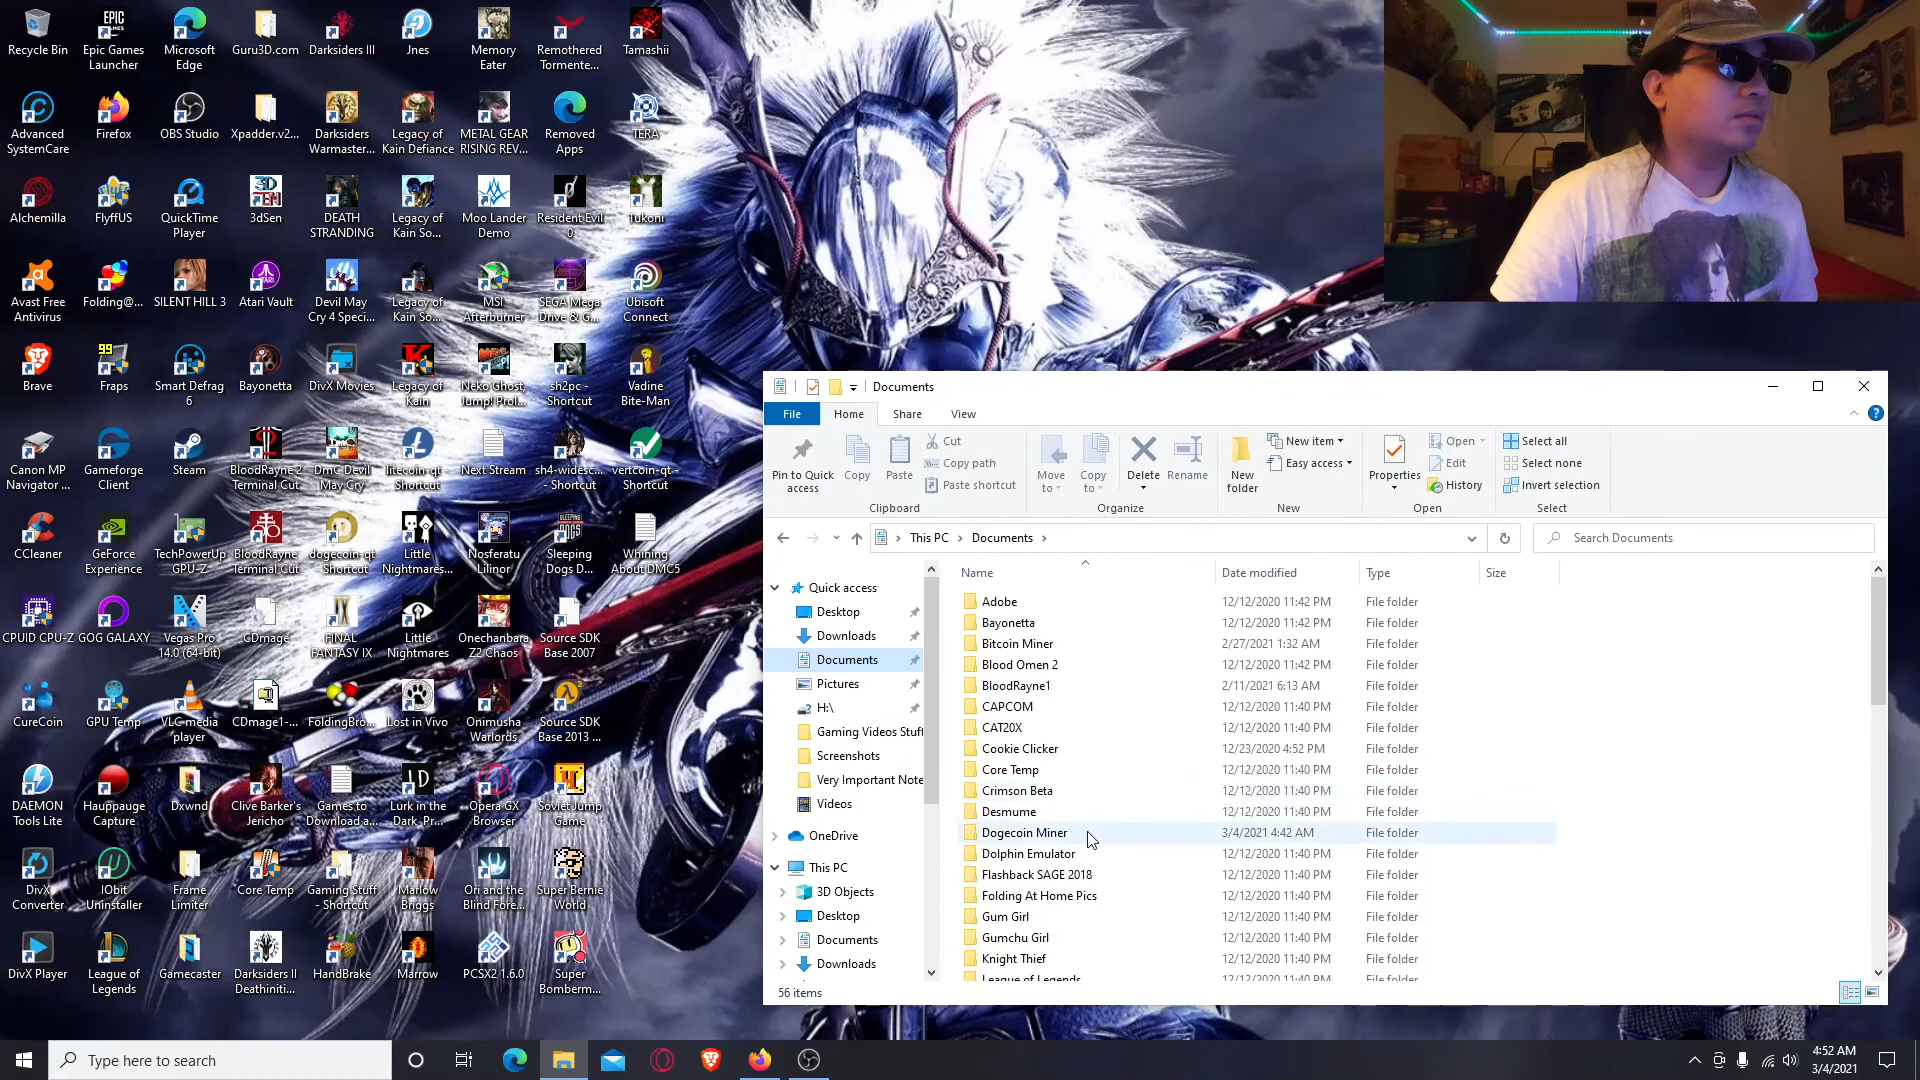 Recycle Bin
Epic Games
Launcher
Microsoft
Edge
Guru3D.com
Darksiders III
Jnes
Memory
Eater
Remothered
Tormente...
Tamashii
Advanced
SystemCare
Firefox
OBS Studio
Xpadder.v2...
Darksiders
Warmaster...
Legacy of
Kain Defiance
METAL GEAR
RISING REV...
Removed
Apps
TERA
Alchemilla
FlyffUS
QuickTime
Player
3dSen
DEATH
STRANDING
Legacy of
Kain So...
Moo Lander
Demo
Resident Evil
0
Tukoni
Avast Free
Antivirus
Folding@...
SILENT HILL 3
Atari Vault
Devil May
Cry 4 Speci...
Legacy of
Kain So...
MSI
Afterburner
SEGA Mega
Drive & G...
Ubisoft
Connect
Brave
Fraps
Smart Defrag
6
Bayonetta
DivX Movies
Legacy of
Kain
Neko Ghost,
Jump! Prol...
sh2pc -
Shortcut
Vadine
Bite-Man
Canon MP
Navigator ...
Gameforge
Client
Steam
BloodRayne 2
Terminal Cut
DmC Devil
May Cry
litecoin-qt -
Shortcut
Next Stream
sh4-widesc...
- Shortcut
vertcoin-qt -
Shortcut
CCleaner
GeForce
Experience
TechPowerUp
GPU-Z
BloodRayne
Terminal Cut
dogecoin-qt
- Shortcut
Little
Nightmares...
Nosferatu
Lilinor
Sleeping
Dogs D...
Whining
About DMC5
CPUID CPU-Z
GOG GALAXY
Vegas Pro
14.0 (64-bit)
CDmage
FINAL
FANTASY IX
Little
Nightmares
Onechanbara
Z2 Chaos
Source SDK
Base 2007
CureCoin
GPU Temp
VLC media
player
CDmage1-...
FoldingBro...
Lost in Vivo
Onimusha
Warlords
Source SDK
Base 2013 ...
DAEMON
Tools Lite
Hauppauge
Capture
Dxwnd
Clive Barker's
Jericho
Games to
Download a...
Lurk in the
Dark_Pr...
Opera GX
Browser
Soviet Jump
Game
DivX
Converter
IObit
Uninstaller
Frame
Limiter
Core Temp
Gaming Stuff
- Shortcut
Marlow
Briggs
Ori and the
Blind Fore...
Super Bernie
World
DivX Player
League of
Legends
Gamecaster
Darksiders II
Deathiniti...
HandBrake
Marrow
PCSX2 1.6.0
Super
Bomberm...
Documents
File
Home
Share
View
Pin to Quick
access
Copy
Paste
Cut
Copy path
Paste shortcut
Clipboard
Move
to
Copy
to
Delete
Rename
Organize
New
folder
New item
Easy access
New
Properties
Open
Edit
History
Open
Select all
Select none
Invert selection
Select
This PC
Documents
Search Documents
Quick access
Desktop
Downloads
Documents
Pictures
H:\
Gaming Videos Stuff
Screenshots
Very Important Note
Videos
OneDrive
This PC
3D Objects
Desktop
Documents
Downloads
Name Date modified Type Size
Adobe 12/12/2020 11:42 PM File folder
Bayonetta 12/12/2020 11:42 PM File folder
Bitcoin Miner 2/27/2021 1:32 AM File folder
Blood Omen 2 12/12/2020 11:42 PM File folder
BloodRayne1 2/11/2021 6:13 AM File folder
CAPCOM 12/12/2020 11:40 PM File folder
CAT20X 12/12/2020 11:40 PM File folder
Cookie Clicker 12/23/2020 4:52 PM File folder
Core Temp 12/12/2020 11:40 PM File folder
Crimson Beta 12/12/2020 11:40 PM File folder
Desmume 12/12/2020 11:40 PM File folder
Dogecoin Miner 3/4/2021 4:42 AM File folder
Dolphin Emulator 12/12/2020 11:40 PM File folder
Flashback SAGE 2018 12/12/2020 11:40 PM File folder
Folding At Home Pics 12/12/2020 11:40 PM File folder
Gum Girl 12/12/2020 11:40 PM File folder
Gumchu Girl 12/12/2020 11:40 PM File folder
Knight Thief 12/12/2020 11:40 PM File folder
League of Legends 12/12/2020 11:40 PM File folder
56 items
Type here to search
4:52 AM
3/4/2021